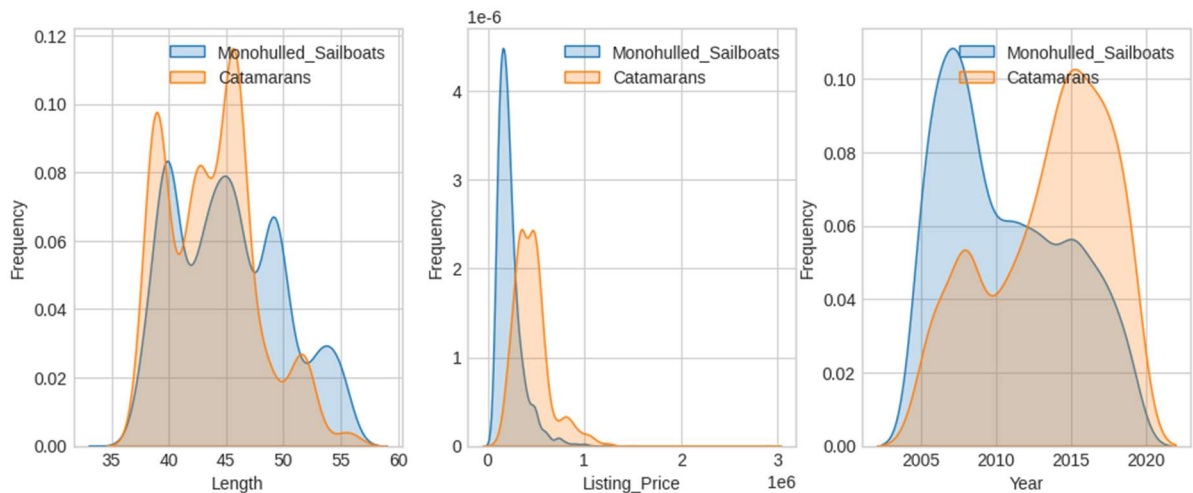 1e-6
Monohulled_Sailboats
Catamarans
0.12
0.10
0.08
0.06
0.04
0.02
0.00
Frequency
35 40 45 50 55 60
Length
Monohulled_Sailboats
Catamarans
4
3
2
1
0
Frequency
0 1 2 3
Listing_Price
1e6
Monohulled_Sailboats
Catamarans
0.10
0.08
0.06
0.04
0.02
0.00
Frequency
2005 2010 2015 2020
Year